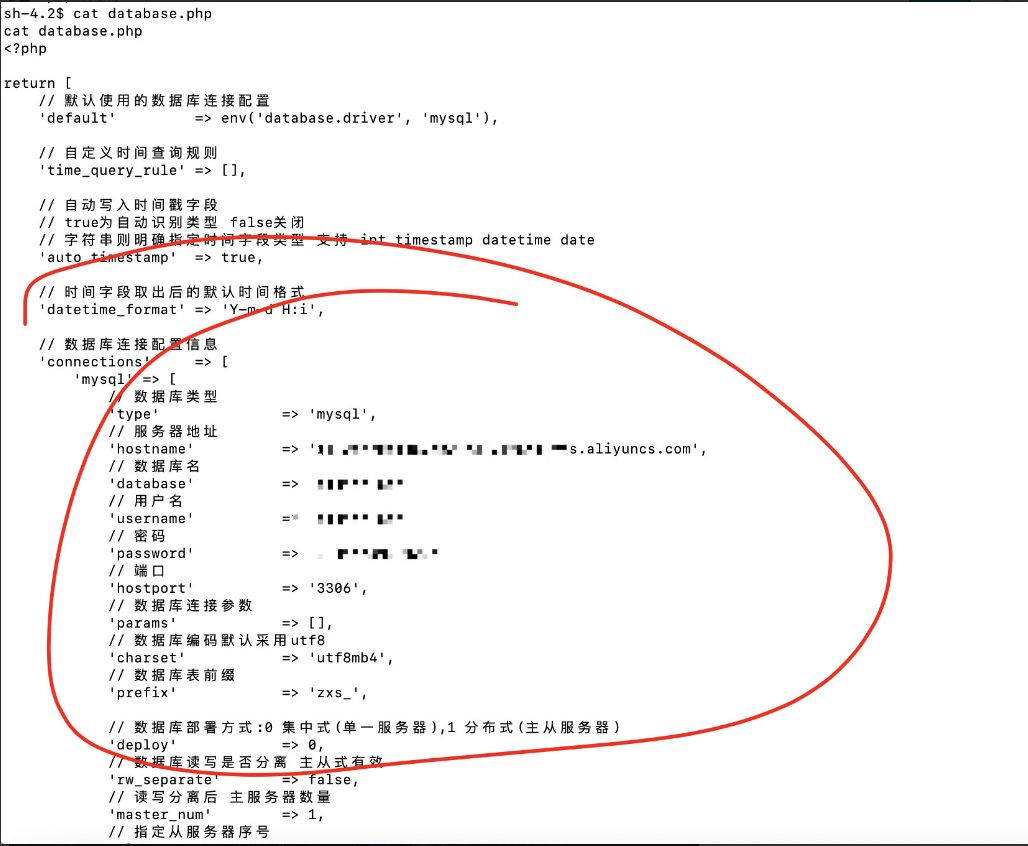 sh-4.2$ cat database.php
cat database.php
<?php
return [
// 默认使用的数据库连接配置
'default' => env('database.driver', 'mysql'),
// 自定义时间查询规则
'time_query_rule' => [],
// 自动写入时间戳字段
// true为自动识别类型 false关闭
// 字符串则明确指定时间字段类型 支持 int timestamp datetime date
'auto_timestamp' => true,
// 时间字段取出后的默认时间格式
'datetime_format' => 'Y-m-d H:i',
// 数据库连接配置信息
'connections' => [
'mysql' => [
// 数据库类型
'type' => 'mysql',
// 服务器地址
'hostname' => s.aliyuncs.com',
// 数据库名
'database' =>
// 用户名
'username' =
// 密码
'password' =>
// 端口
'hostport' => '3306',
// 数据库连接参数
'params' => [],
// 数据库编码默认采用utf8
'charset' => 'utf8mb4',
// 数据库表前缀
'prefix' => 'zxs_',
// 数据库部署方式:0 集中式(单一服务器),1 分布式(主从服务器)
'deploy' => 0,
// 数据库读写是否分离 主从式有效
'rw_separate' => false,
// 读写分离后 主服务器数量
'master_num' => 1,
// 指定从服务器序号